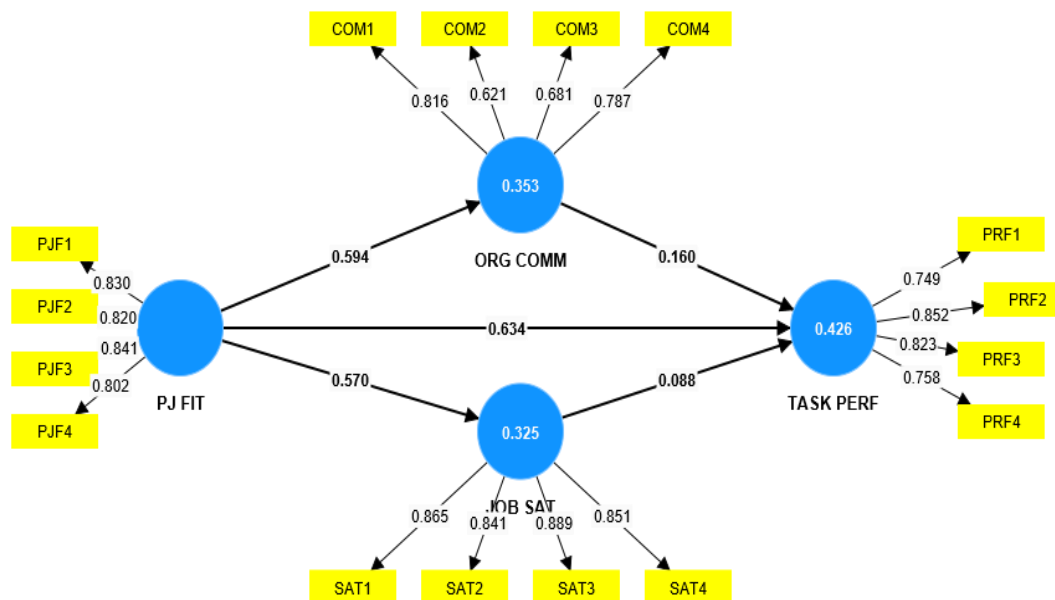 COM1 COM2 COM3 COM4
0.816 0.621 0.681 0.787
0.353
ORG COMM
PJF1
0.830
PJF2
0.820
0.841
PJF3
0.802
PJF4
PJ FIT
0.594
0.634
0.570
0.160
0.088
0.426
TASK PERF
PRF1
0.749
PRF2
0.852
0.823
PRF3
0.758
PRF4
0.325
JOB SAT
0.865 0.841 0.889 0.851
SAT1 SAT2 SAT3 SAT4